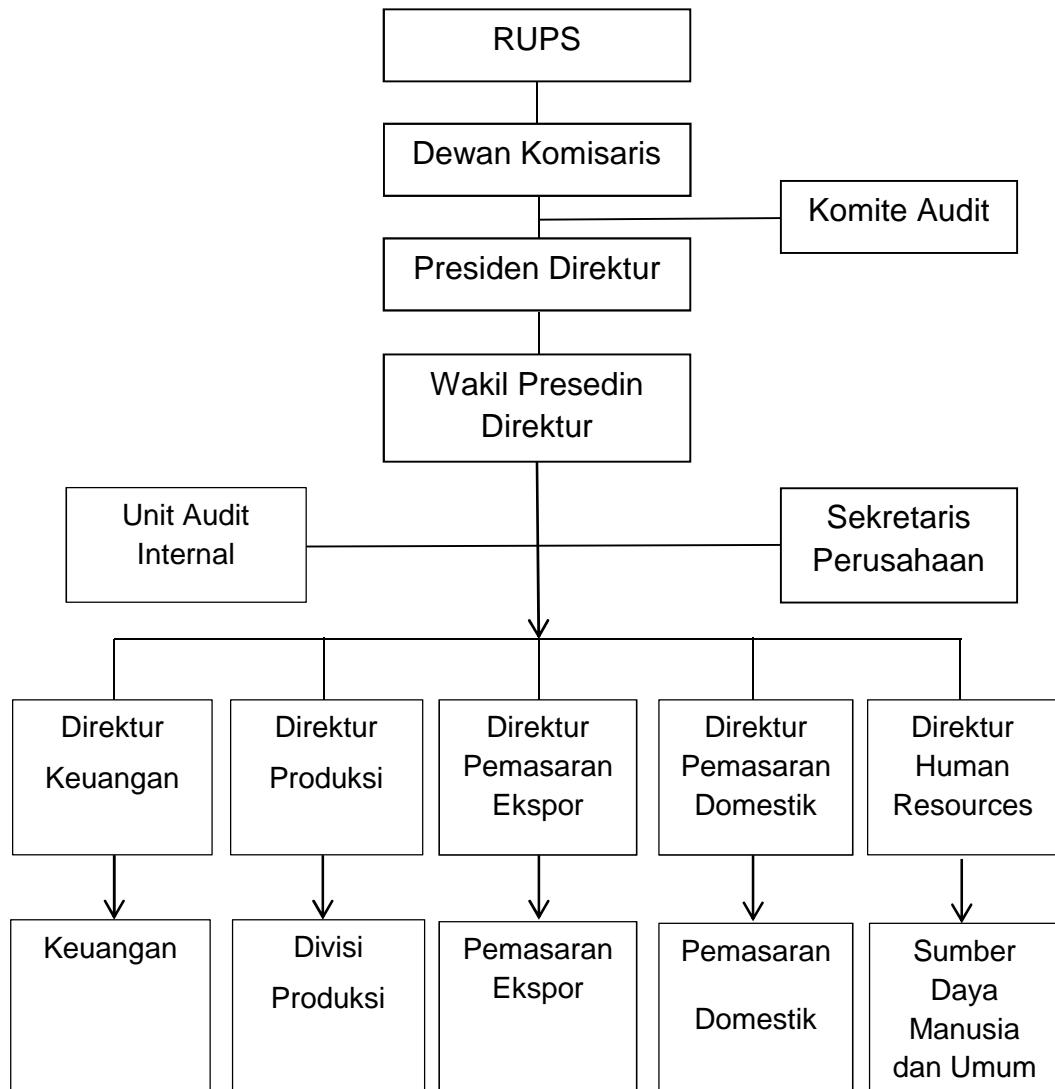 RUPS
Dewan Komisaris
Komite Audit
Presiden Direktur
Wakil Presedin
Direktur
Unit Audit
Internal
Sekretaris
Perusahaan
Direktur
Keuangan
Direktur
Produksi
Direktur
Pemasaran
Ekspor
Direktur
Pemasaran
Domestik
Direktur
Human
Resources
Keuangan
Divisi
Produksi
Pemasaran
Ekspor
Pemasaran
Domestik
Sumber
Daya
Manusia
dan Umum